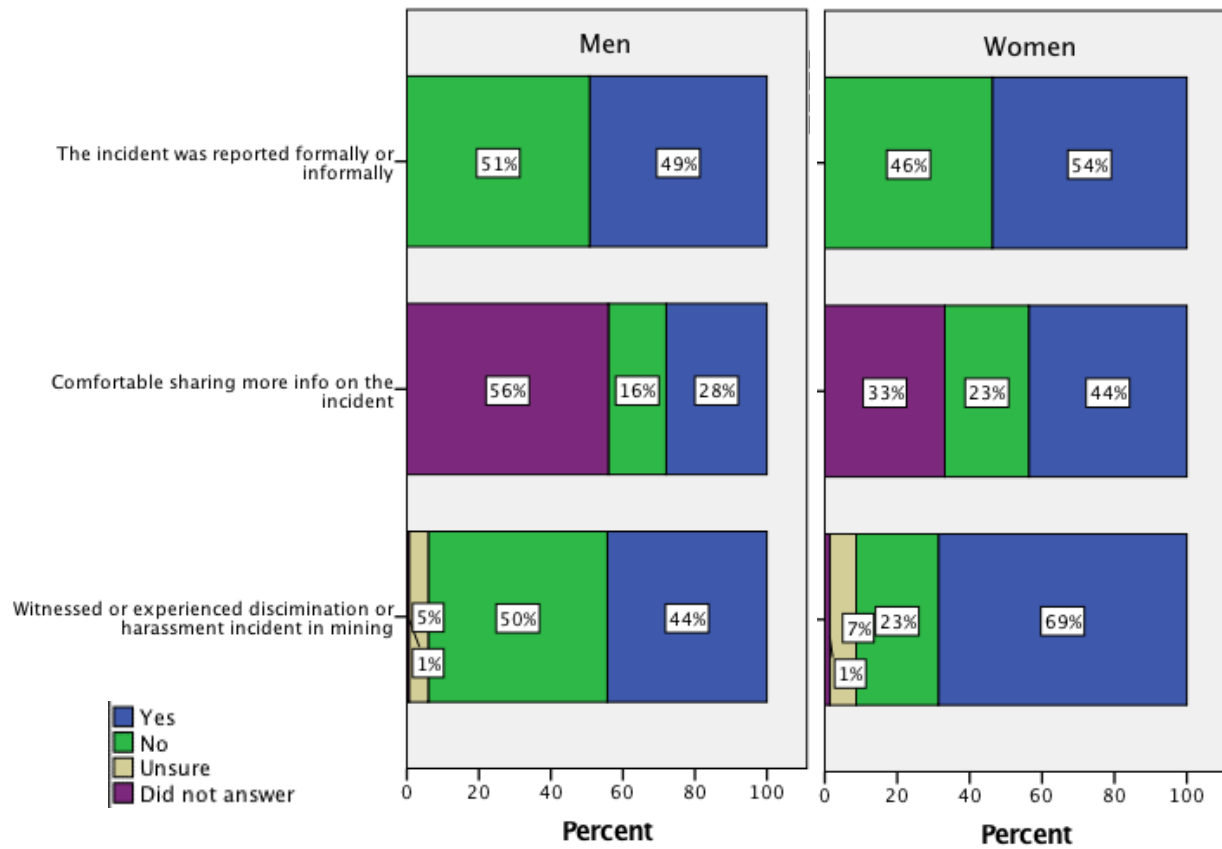 Men
Women
The incident was reported formally or
informally
51%
49%
46%
54%
Comfortable sharing more info on the
incident
56%
16%
28%
33%
23%
44%
Witnessed or experienced discimination or
harassment incident in mining
5%
1%
50%
44%
7%
1%
23%
69%
Yes
No
Unsure
Did not answer
0 20 40 60 80 100
Percent
0 20 40 60 80 100
Percent